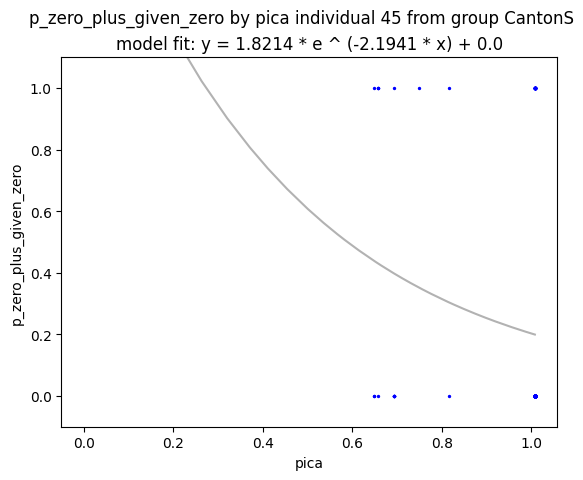 p_zero_plus_given_zero by pica individual 45 from group CantonS
model fit: y = 1.8214 * e ^ (-2.1941 * x) + 0.0
1.0
0.8
0.6
0.4
0.2
0.0
p_zero_plus_given_zero
0.0 0.2 0.4 0.6 0.8 1.0
pica